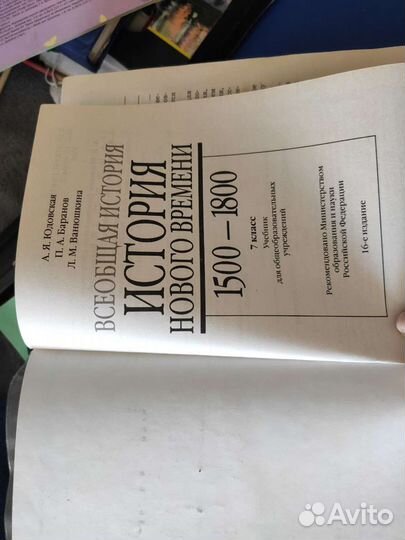 А. Я. Юдовская
П. А. Баранов
Л. М. Ванюшкина
ВСЕОБЩАЯ ИСТОРИЯ
ИСТОРИЯ
НОВОГО ВРЕМЕНИ
1500–1800
7 класс
Учебник
для общеобразовательных
учреждений
Рекомендовано Министерством
образования и науки
Российской Федерации
16-е издание
Avito